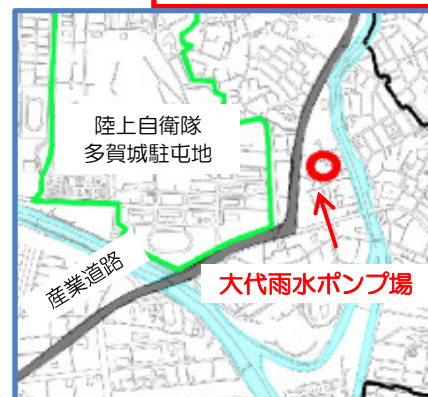 陸上自衛隊
多賀城駐屯地
産業道路
大代雨水ポンプ場